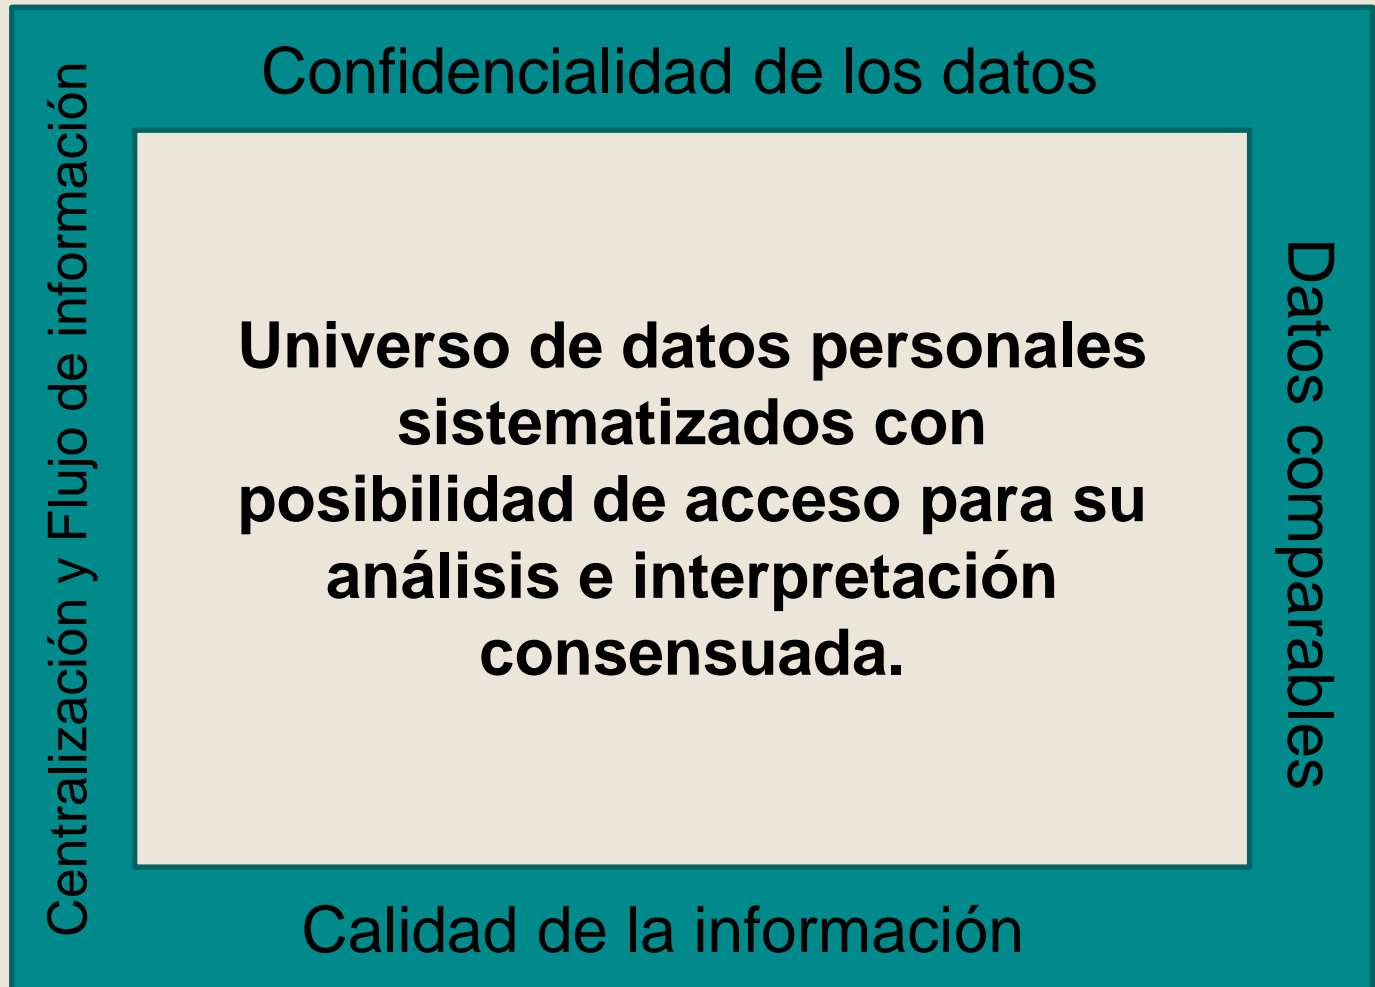 Confidencialidad de los datos
Centralización y Flujo de información
Universo de datos personales
sistematizados con
posibilidad de acceso para su
análisis e interpretación
consensuada.
Datos comparables
Calidad de la información